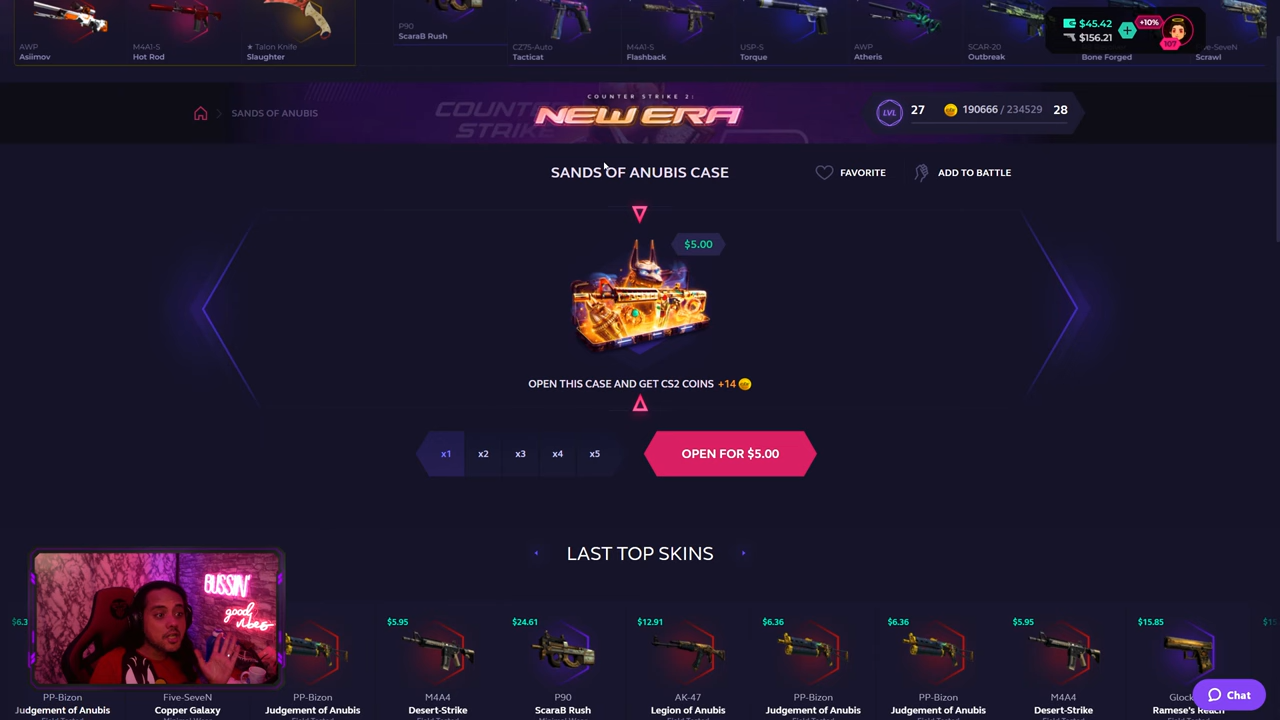 AWP
Asiimov
M4A1-S
Hot Rod
★ Talon Knife
Slaughter
P90
ScaraB Rush
CZ75-Auto
Tacticat
M4A1-S
Flashback
USP-S
Torque
AWP
Atheris
SCAR-20
Outbreak
Bone Forged
Scrawl
$45.42
$156.21
+10%
107
SANDS OF ANUBIS
COUNTER STRIKE
COUNTER STRIKE 2:
NEW ERA
LVL
27
190666 / 234529
28
SANDS OF ANUBIS CASE
FAVORITE
ADD TO BATTLE
$5.00
OPEN THIS CASE AND GET CS2 COINS +14
x1
x2
x3
x4
x5
OPEN FOR $5.00
LAST TOP SKINS
BUSSIN'
good
vibes
$6.3
$5.95
$24.61
$12.91
$6.36
$6.36
$5.95
$15.85
PP-Bizon
Judgement of Anubis
Five-SeveN
Copper Galaxy
PP-Bizon
Judgement of Anubis
M4A4
Desert-Strike
P90
ScaraB Rush
AK-47
Legion of Anubis
PP-Bizon
Judgement of Anubis
PP-Bizon
Judgement of Anubis
M4A4
Desert-Strike
Glock
Ramese's Reach
Chat